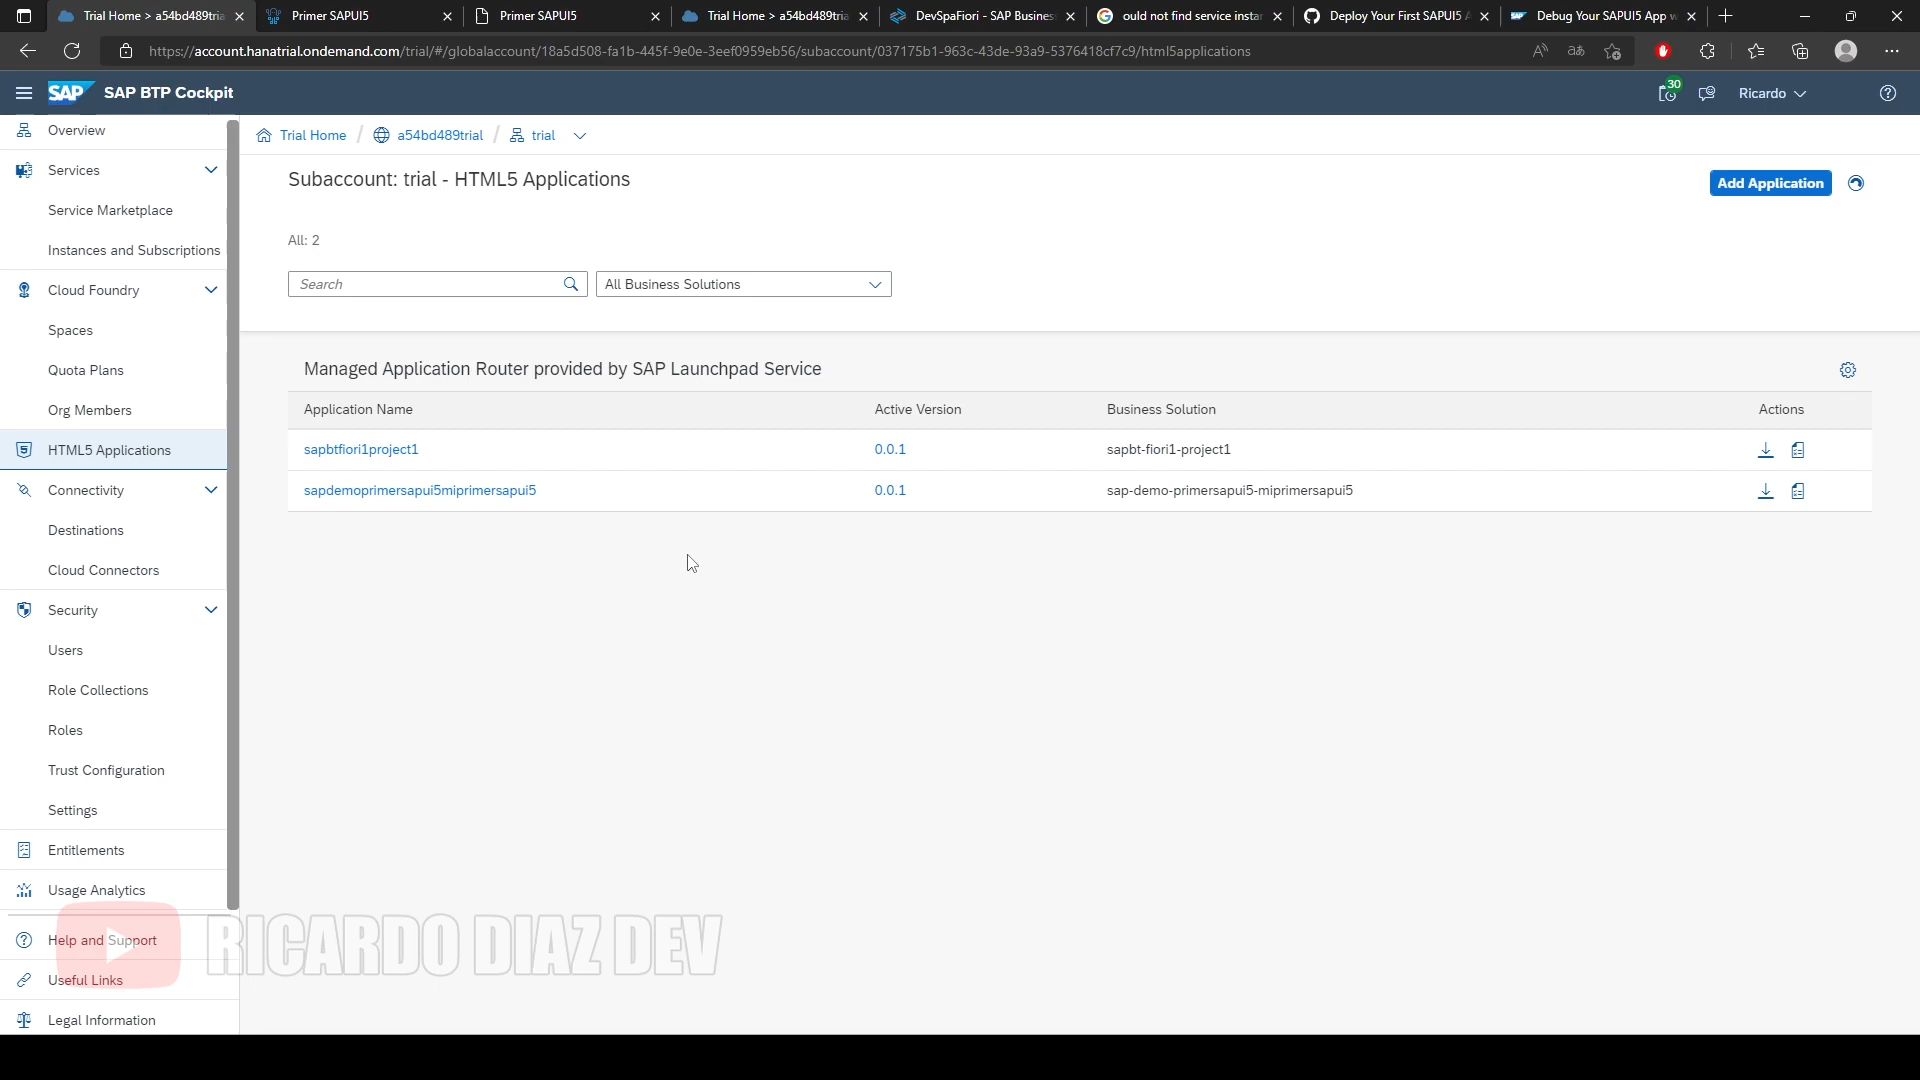 Trial Home > a54bd489tria
Primer SAPUI5
Primer SAPUI5
Trial Home > a54bd489tria
DevSpaFiori - SAP Busines
ould not find service instan
Deploy Your First SAPUI5 A
Debug Your SAPUI5 App w
https://account.hanatrial.ondemand.com/trial/#/globalaccount/18a5d508-fa1b-445f-9e0e-3eef0959eb56/subaccount/037175b1-963c-43de-93a9-5376418cf7c9/html5applications
SAP
SAP BTP Cockpit
30
Ricardo
Overview
Services
Service Marketplace
Instances and Subscriptions
Cloud Foundry
Spaces
Quota Plans
Org Members
HTML5 Applications
Connectivity
Destinations
Cloud Connectors
Security
Users
Role Collections
Roles
Trust Configuration
Settings
Entitlements
Usage Analytics
Help and Support
Useful Links
Legal Information
Trial Home / a54bd489trial / trial
Subaccount: trial - HTML5 Applications
Add Application
All: 2
Search
All Business Solutions
Managed Application Router provided by SAP Launchpad Service
Application Name Active Version Business Solution Actions
sapbtfiori1project1 0.0.1 sapbt-fiori1-project1
sapdemoprimersapui5miprimersapui5 0.0.1 sap-demo-primersapui5-miprimersapui5
RICARDO DIAZ DEV